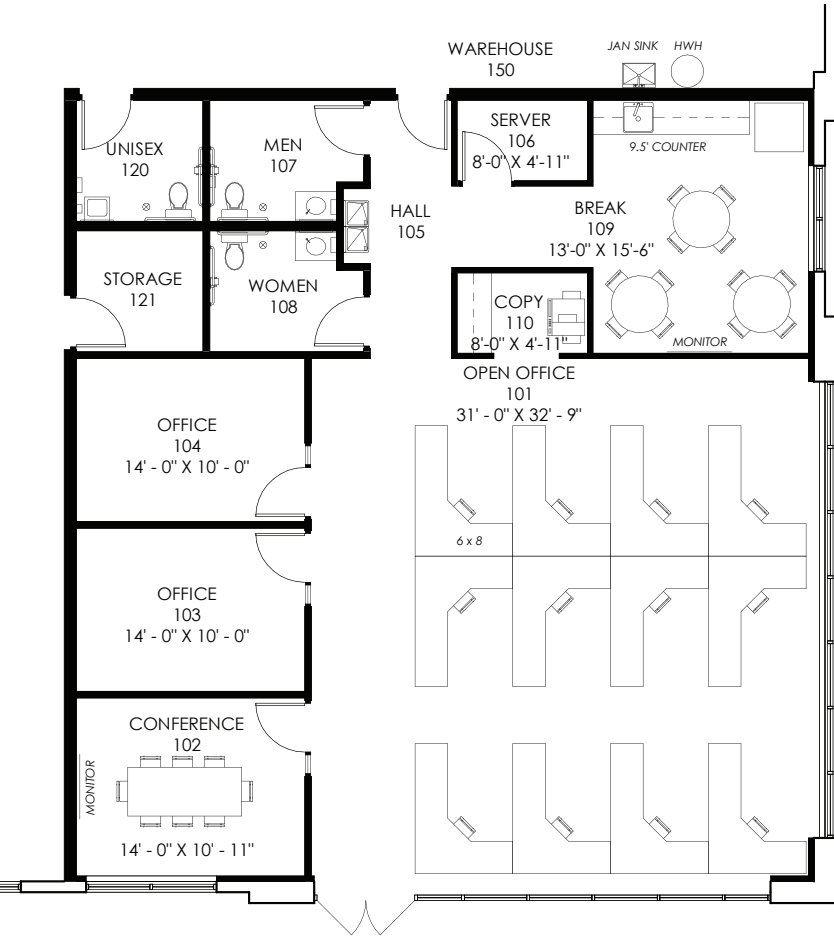 WAREHOUSE
150
JAN SINK
HWH
UNISEX
120
MEN
107
SERVER
106
8'-0" X 4'-11"
9.5' COUNTER
HALL
105
BREAK
109
13'-0" X 15'-6"
STORAGE
121
WOMEN
108
COPY
110
8'-0" X 4'-11"
MONITOR
OPEN OFFICE
101
31' - 0" X 32' - 9"
OFFICE
104
14' - 0" X 10' - 0"
6 x 8
OFFICE
103
14' - 0" X 10' - 0"
CONFERENCE
102
MONITOR
14' - 0" X 10' - 11"